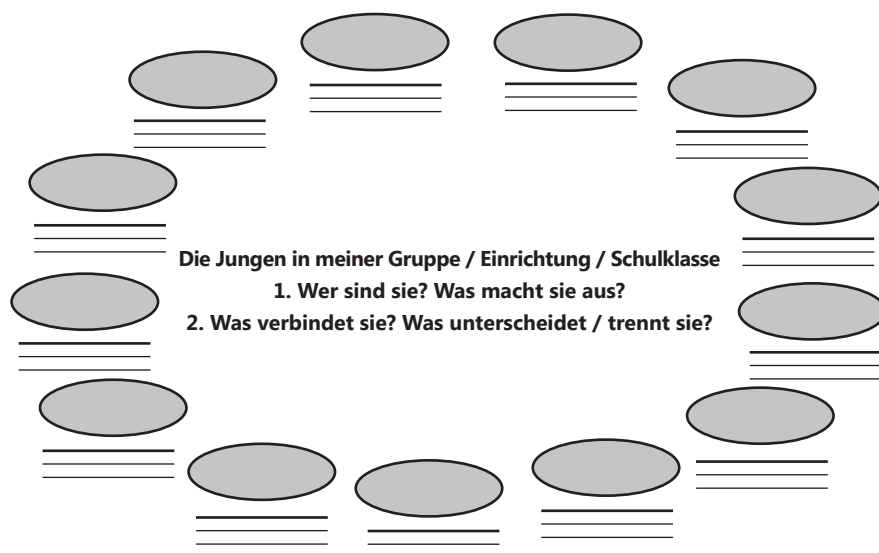 Die Jungen in meiner Gruppe / Einrichtung / Schulklasse
1. Wer sind sie? Was macht sie aus?
2. Was verbindet sie? Was unterscheidet / trennt sie?